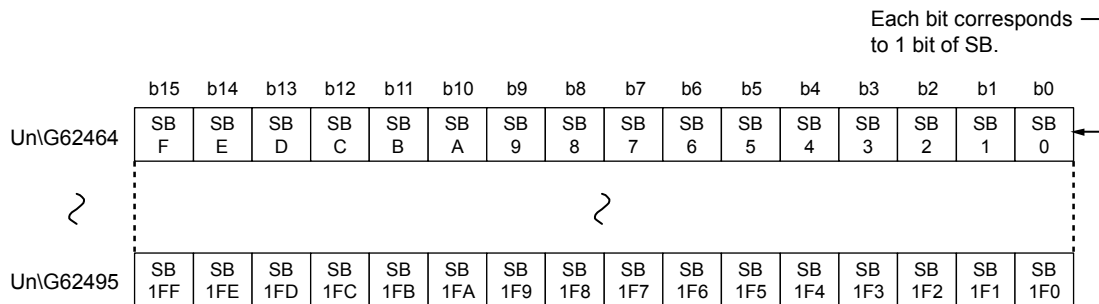 Each bit corresponds
to 1 bit of SB.
b15 b14 b13 b12 b11 b10 b9 b8 b7 b6 b5 b4 b3 b2 b1 b0
Un\G62464
SB SB SB SB SB SB SB SB SB SB SB SB SB SB SB SB
F E D C B A 9 8 7 6 5 4 3 2 1 0
Un\G62495
SB SB SB SB SB SB SB SB SB SB SB SB SB SB SB SB
1FF 1FE 1FD 1FC 1FB 1FA 1F9 1F8 1F7 1F6 1F5 1F4 1F3 1F2 1F1 1F0